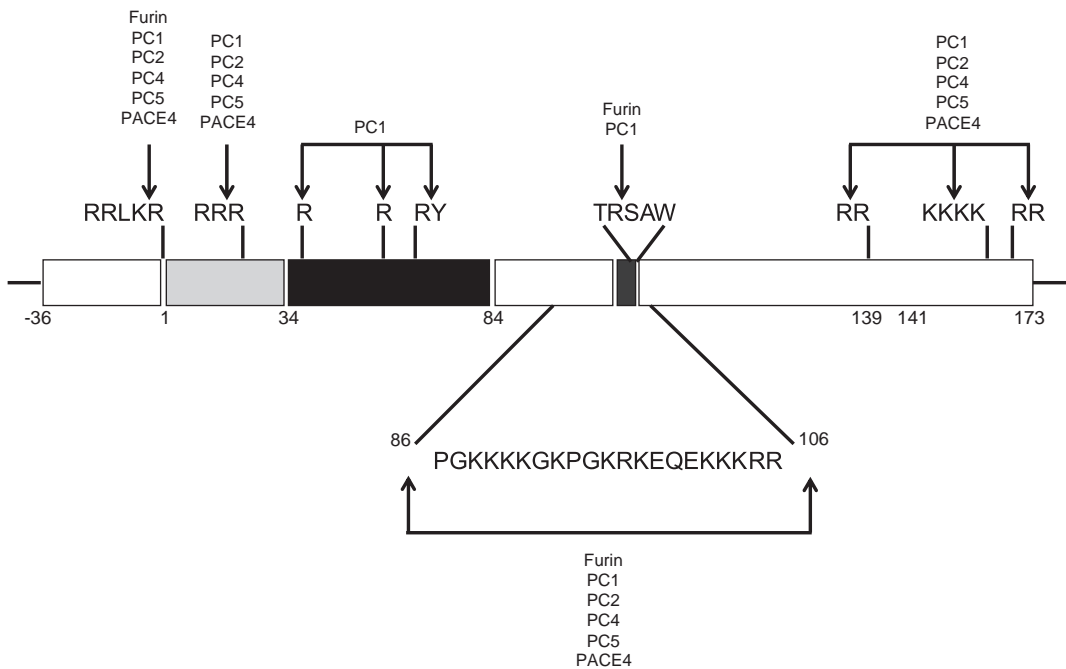 Furin
PC1
PC2
PC4
PC5
PACE4
PC1
PC2
PC4
PC5
PACE4
PC1
Furin
PC1
PC1
PC2
PC4
PC5
PACE4
RRLKR
RRR
R
R
RY
TRSAW
RR
KKKK
RR
-36
1
34
84
139
141
173
86
106
PGKKKKGKPGKRKEQEKKKRR
Furin
PC1
PC2
PC4
PC5
PACE4